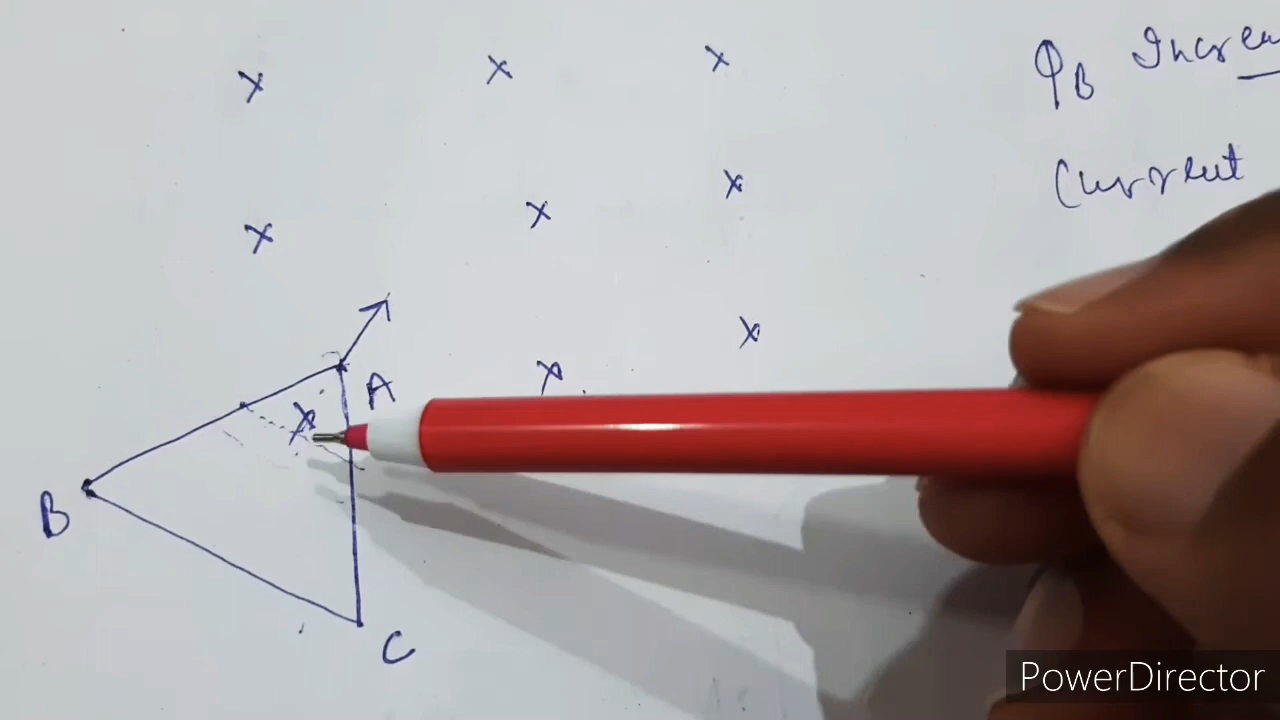 x x x ΦB Increa
x x x Current
x x
A x
B
C
PowerDirector